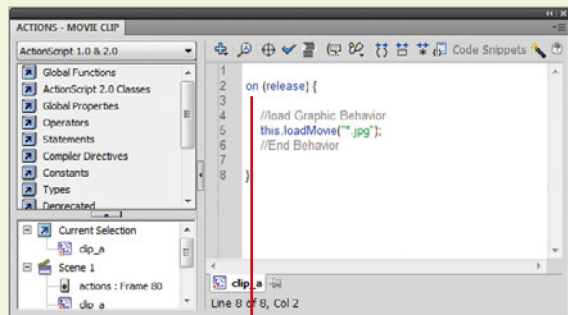 ACTIONS - MOVIE CLIP
ActionScript 1.0 & 2.0
Global Functions
ActionScript 2.0 Classes
Global Properties
Operators
Statements
Compiler Directives
Constants
Types
Deprecated
Current Selection
clip_a
Scene 1
actions : Frame 80
clip a
Code Snippets
1
2 on (release) {
3
4 //load Graphic Behavior
5 this.loadMovie("*.jpg");
6 //End Behavior
7
8 }
clip_a
Line 8 of 8, Col 2